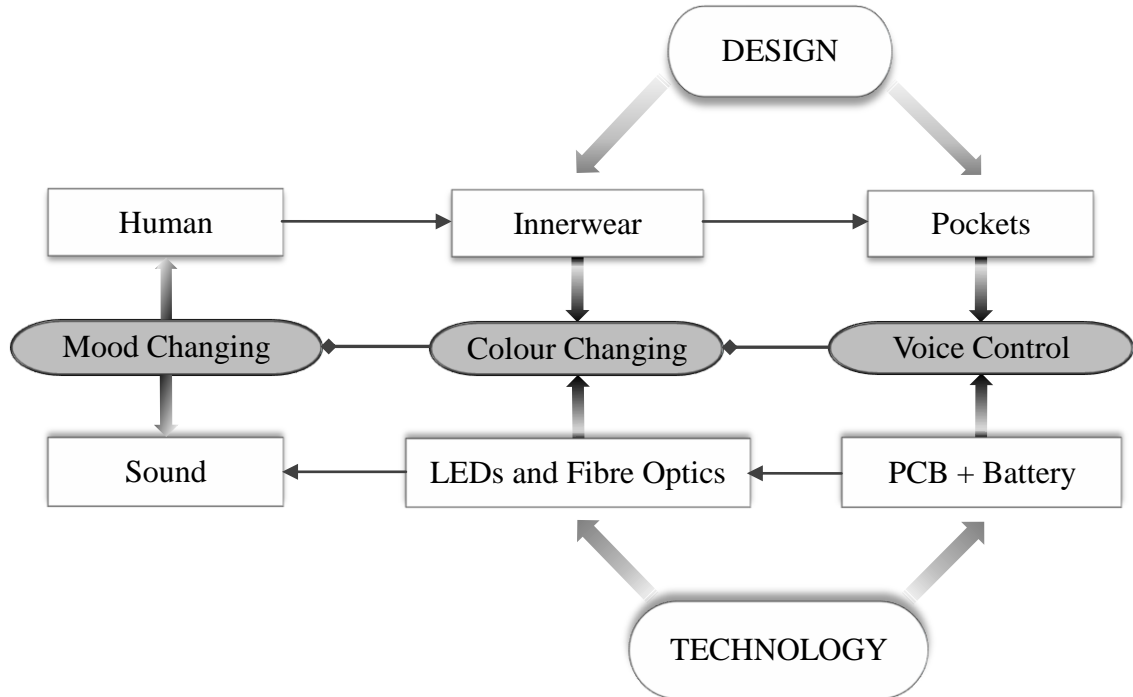 DESIGN
Human
Innerwear
Pockets
Mood Changing
Colour Changing
Voice Control
Sound
LEDs and Fibre Optics
PCB + Battery
TECHNOLOGY